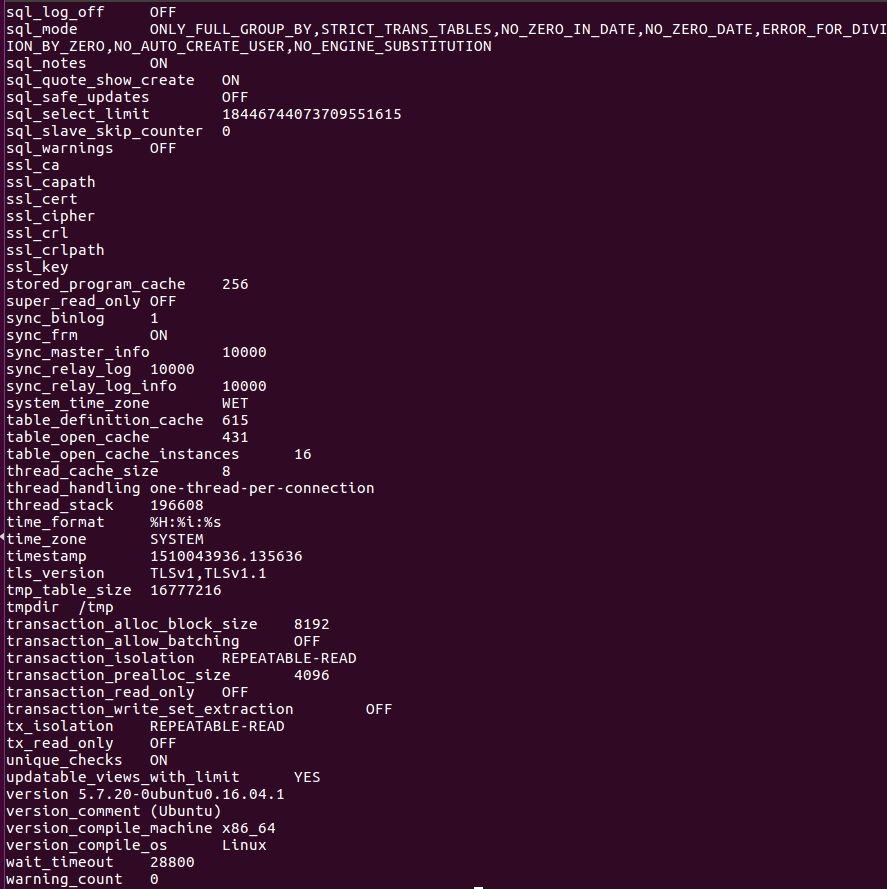 sql_log_off OFF
sql_mode ONLY_FULL_GROUP_BY,STRICT_TRANS_TABLES,NO_ZERO_IN_DATE,NO_ZERO_DATE,ERROR_FOR_DIVI
ION_BY_ZERO,NO_AUTO_CREATE_USER,NO_ENGINE_SUBSTITUTION
sql_notes ON
sql_quote_show_create ON
sql_safe_updates OFF
sql_select_limit 18446744073709551615
sql_slave_skip_counter 0
sql_warnings OFF
ssl_ca
ssl_capath
ssl_cert
ssl_cipher
ssl_crl
ssl_crlpath
ssl_key
stored_program_cache 256
super_read_only OFF
sync_binlog 1
sync_frm ON
sync_master_info 10000
sync_relay_log 10000
sync_relay_log_info 10000
system_time_zone WET
table_definition_cache 615
table_open_cache 431
table_open_cache_instances 16
thread_cache_size 8
thread_handling one-thread-per-connection
thread_stack 196608
time_format %H:%i:%s
time_zone SYSTEM
timestamp 1510043936.135636
tls_version TLSv1,TLSv1.1
tmp_table_size 16777216
tmpdir /tmp
transaction_alloc_block_size 8192
transaction_allow_batching OFF
transaction_isolation REPEATABLE-READ
transaction_prealloc_size 4096
transaction_read_only OFF
transaction_write_set_extraction OFF
tx_isolation REPEATABLE-READ
tx_read_only OFF
unique_checks ON
updatable_views_with_limit YES
version 5.7.20-0ubuntu0.16.04.1
version_comment (Ubuntu)
version_compile_machine x86_64
version_compile_os Linux
wait_timeout 28800
warning_count 0